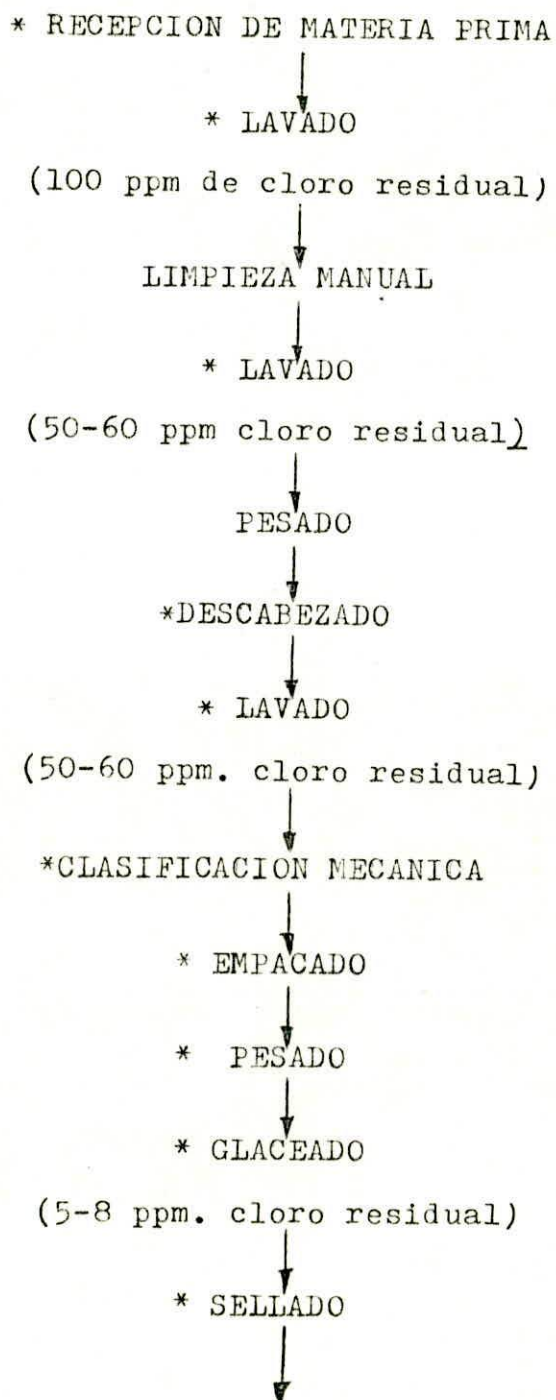 * RECEPCION DE MATERIA PRIMA
* LAVADO
(100 ppm de cloro residual)
LIMPIEZA MANUAL
* LAVADO
(50-60 ppm cloro residual)
PESADO
*DESCABEZADO
* LAVADO
(50-60 ppm. cloro residual)
*CLASIFICACION MECANICA
* EMPACADO
* PESADO
* GLACEADO
(5-8 ppm. cloro residual)
* SELLADO